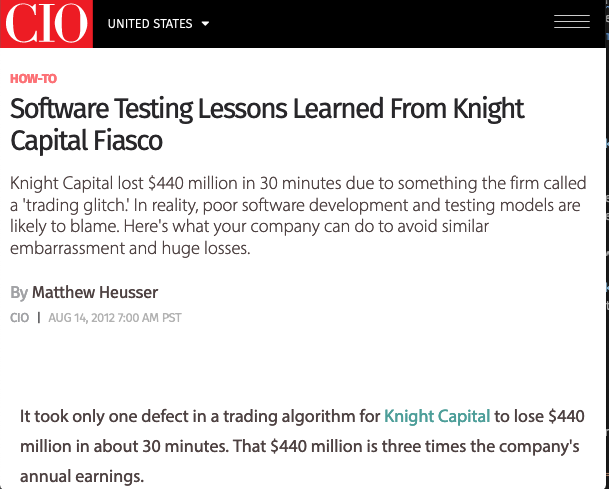 CIO
UNITED STATES
HOW-TO
Software Testing Lessons Learned From Knight
Capital Fiasco
Knight Capital lost $440 million in 30 minutes due to something the firm called
a 'trading glitch.' In reality, poor software development and testing models are
likely to blame. Here's what your company can do to avoid similar
embarrassment and huge losses.
By Matthew Heusser
CIO | AUG 14, 2012 7:00 AM PST
It took only one defect in a trading algorithm for Knight Capital to lose $440
million in about 30 minutes. That $440 million is three times the company's
annual earnings.